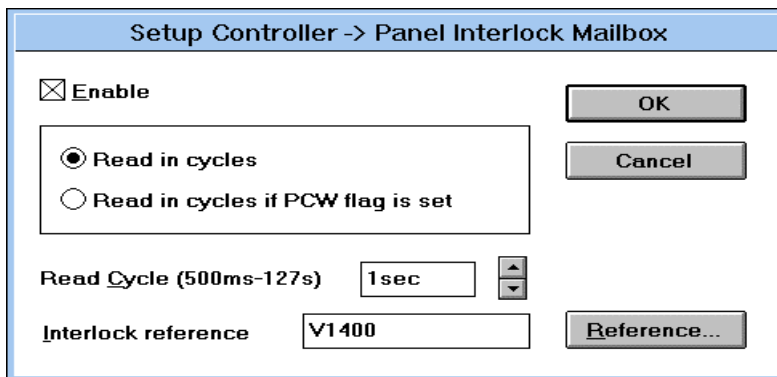 Setup Controller -> Panel Interlock Mailbox
Enable
OK
Read in cycles
Cancel
Read in cycles if PCW flag is set
Read Cycle (500ms-127s) 1sec
Interlock reference V1400 Reference...